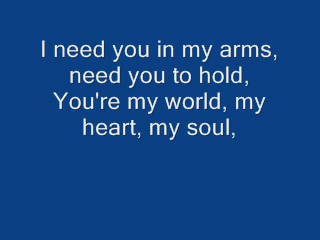 I need you in my arms,
need you to hold,
You're my world, my
heart, my soul,